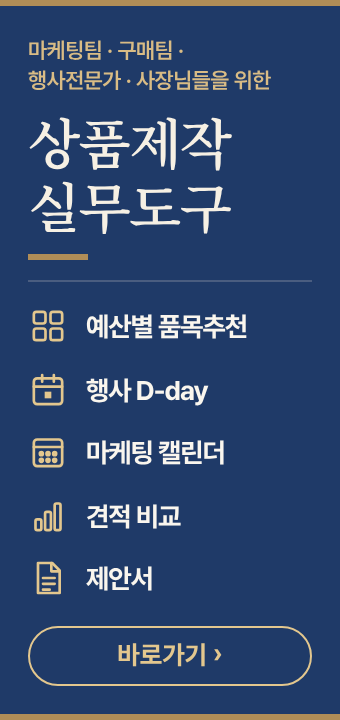 마케팅팀 · 구매팀 ·
행사전문가 · 사장님들을 위한
상품제작
실무도구
예산별 품목추천
행사 D-day
마케팅 캘린더
견적 비교
제안서
바로가기 ›